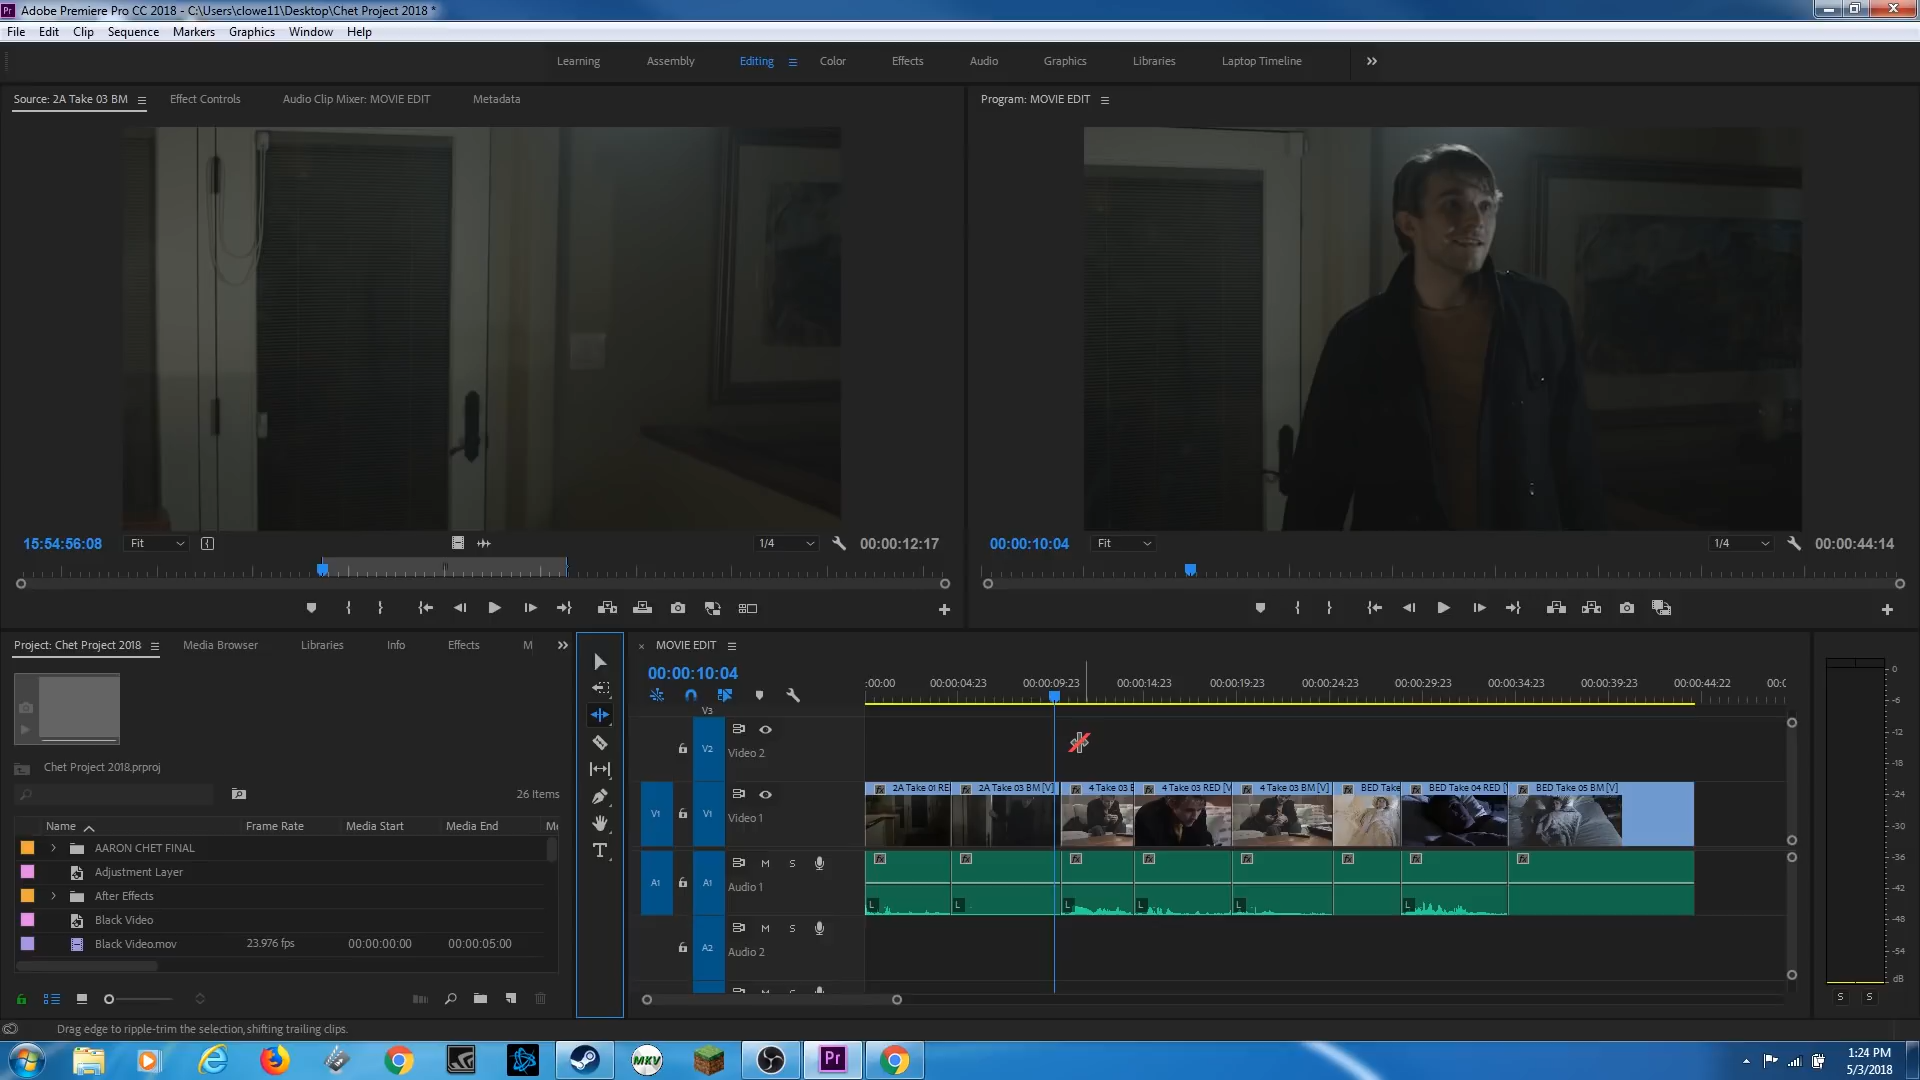 Adobe Premiere Pro CC 2018 - C:\Users\clowe11\Desktop\Chet Project 2018 *
File Edit Clip Sequence Markers Graphics Window Help
Learning Assembly Editing Color Effects Audio Graphics Libraries Laptop Timeline
Source: 2A Take 03 BM Effect Controls Audio Clip Mixer: MOVIE EDIT Metadata
Program: MOVIE EDIT
15:54:56:08 Fit 1/4 00:00:12:17
00:00:10:04 Fit 1/4 00:00:44:14
Project: Chet Project 2018 Media Browser Libraries Info Effects M
Chet Project 2018.prproj
26 Items
Name Frame Rate Media Start Media End Me
AARON CHET FINAL
Adjustment Layer
After Effects
Black Video
Black Video.mov 23.976 fps 00:00:00:00 00:00:05:00
MOVIE EDIT
00:00:10:04
:00:00 00:00:04:23 00:00:09:23 00:00:14:23 00:00:19:23 00:00:24:23 00:00:29:23 00:00:34:23 00:00:39:23 00:00:44:22 00:0
V3
V2 Video 2
V1 V1 Video 1
2A Take 01 RE 2A Take 03 BM [V] 4 Take 03 B 4 Take 03 RED [V 4 Take 03 BM [V] BED Take BED Take 04 RED [ BED Take 05 BM [V]
fx fx fx fx fx fx fx fx
A1 A1 M S Audio 1
L L L L L L
A2 M S Audio 2
0
-6
-12
-18
-24
-30
-36
-42
-48
-54
dB
S S
Drag edge to ripple-trim the selection, shifting trailing clips.
MKV Pr
1:24 PM
5/3/2018